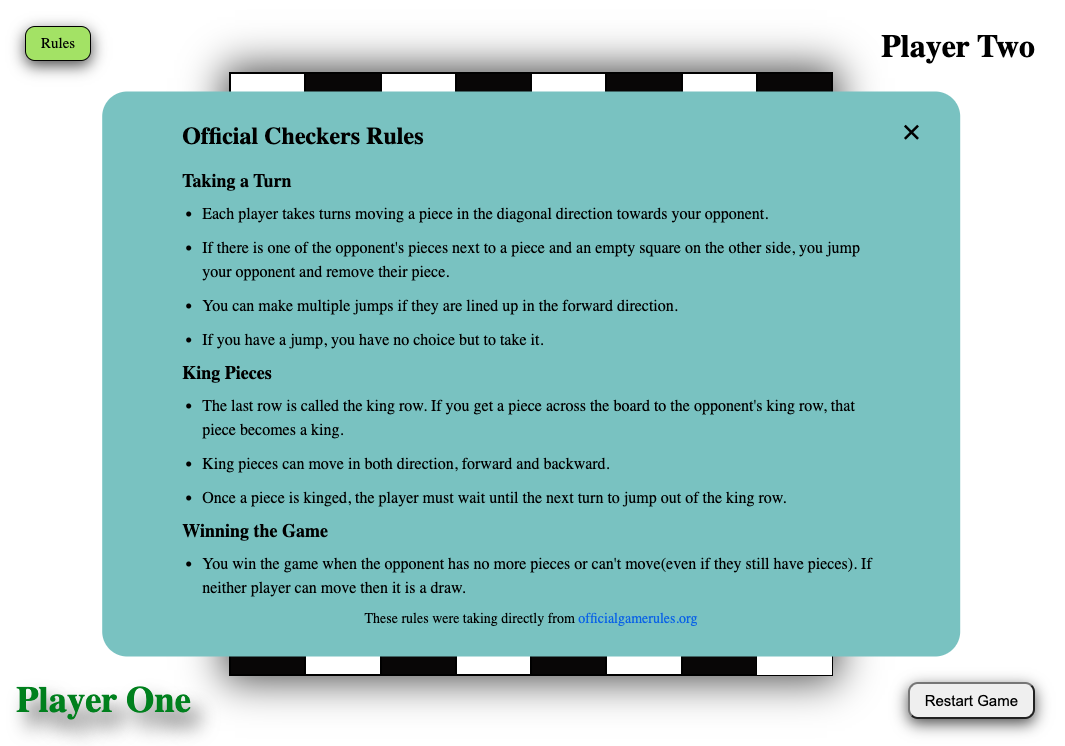 Rules
Player Two
Official Checkers Rules
✕
Taking a Turn
• Each player takes turns moving a piece in the diagonal direction towards your opponent.
• If there is one of the opponent's pieces next to a piece and an empty square on the other side, you jump
your opponent and remove their piece.
• You can make multiple jumps if they are lined up in the forward direction.
• If you have a jump, you have no choice but to take it.
King Pieces
• The last row is called the king row. If you get a piece across the board to the opponent's king row, that
piece becomes a king.
• King pieces can move in both direction, forward and backward.
• Once a piece is kinged, the player must wait until the next turn to jump out of the king row.
Winning the Game
• You win the game when the opponent has no more pieces or can't move(even if they still have pieces). If
neither player can move then it is a draw.
These rules were taking directly from officialgamerules.org
Player One
Restart Game